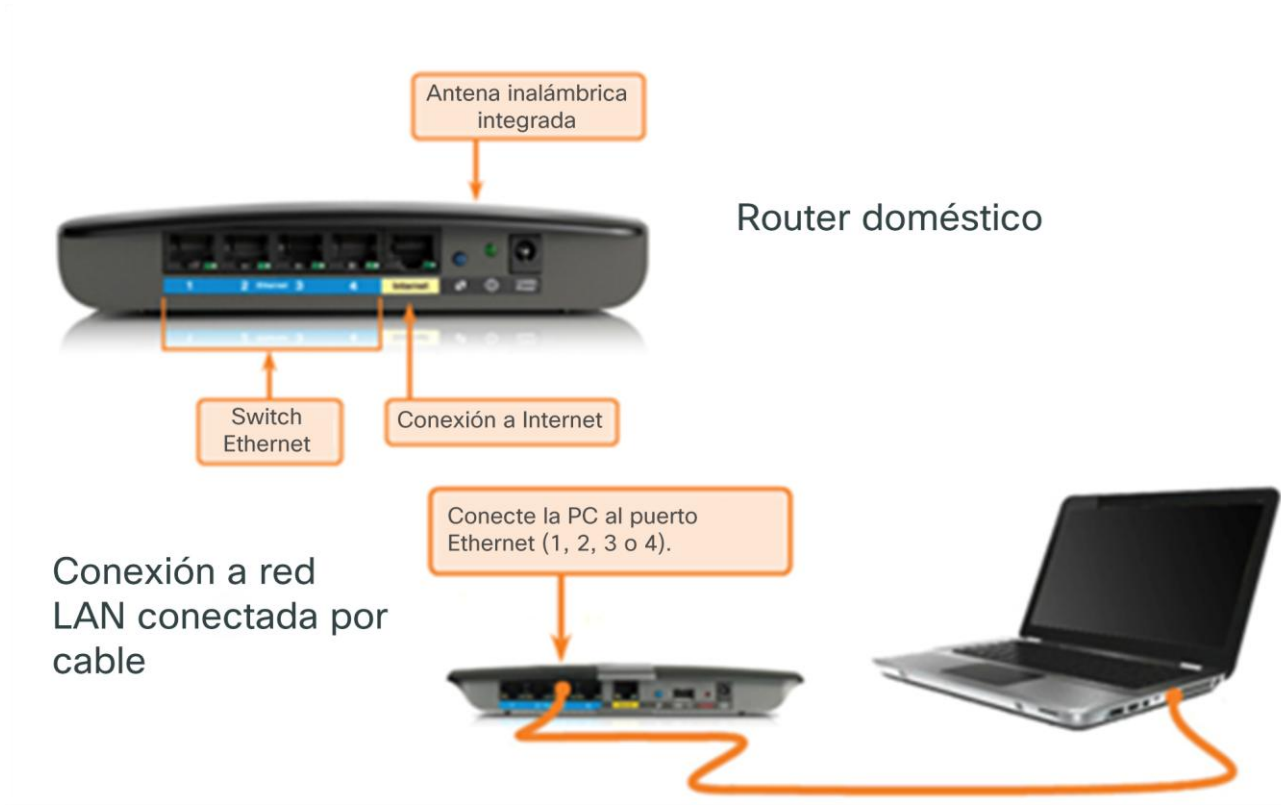 Antena inalámbrica
integrada
Router doméstico
1 2 Ethernet 3 4 Internet
Switch
Ethernet
Conexión a Internet
Conecte la PC al puerto
Ethernet (1, 2, 3 o 4).
Conexión a red
LAN conectada por
cable